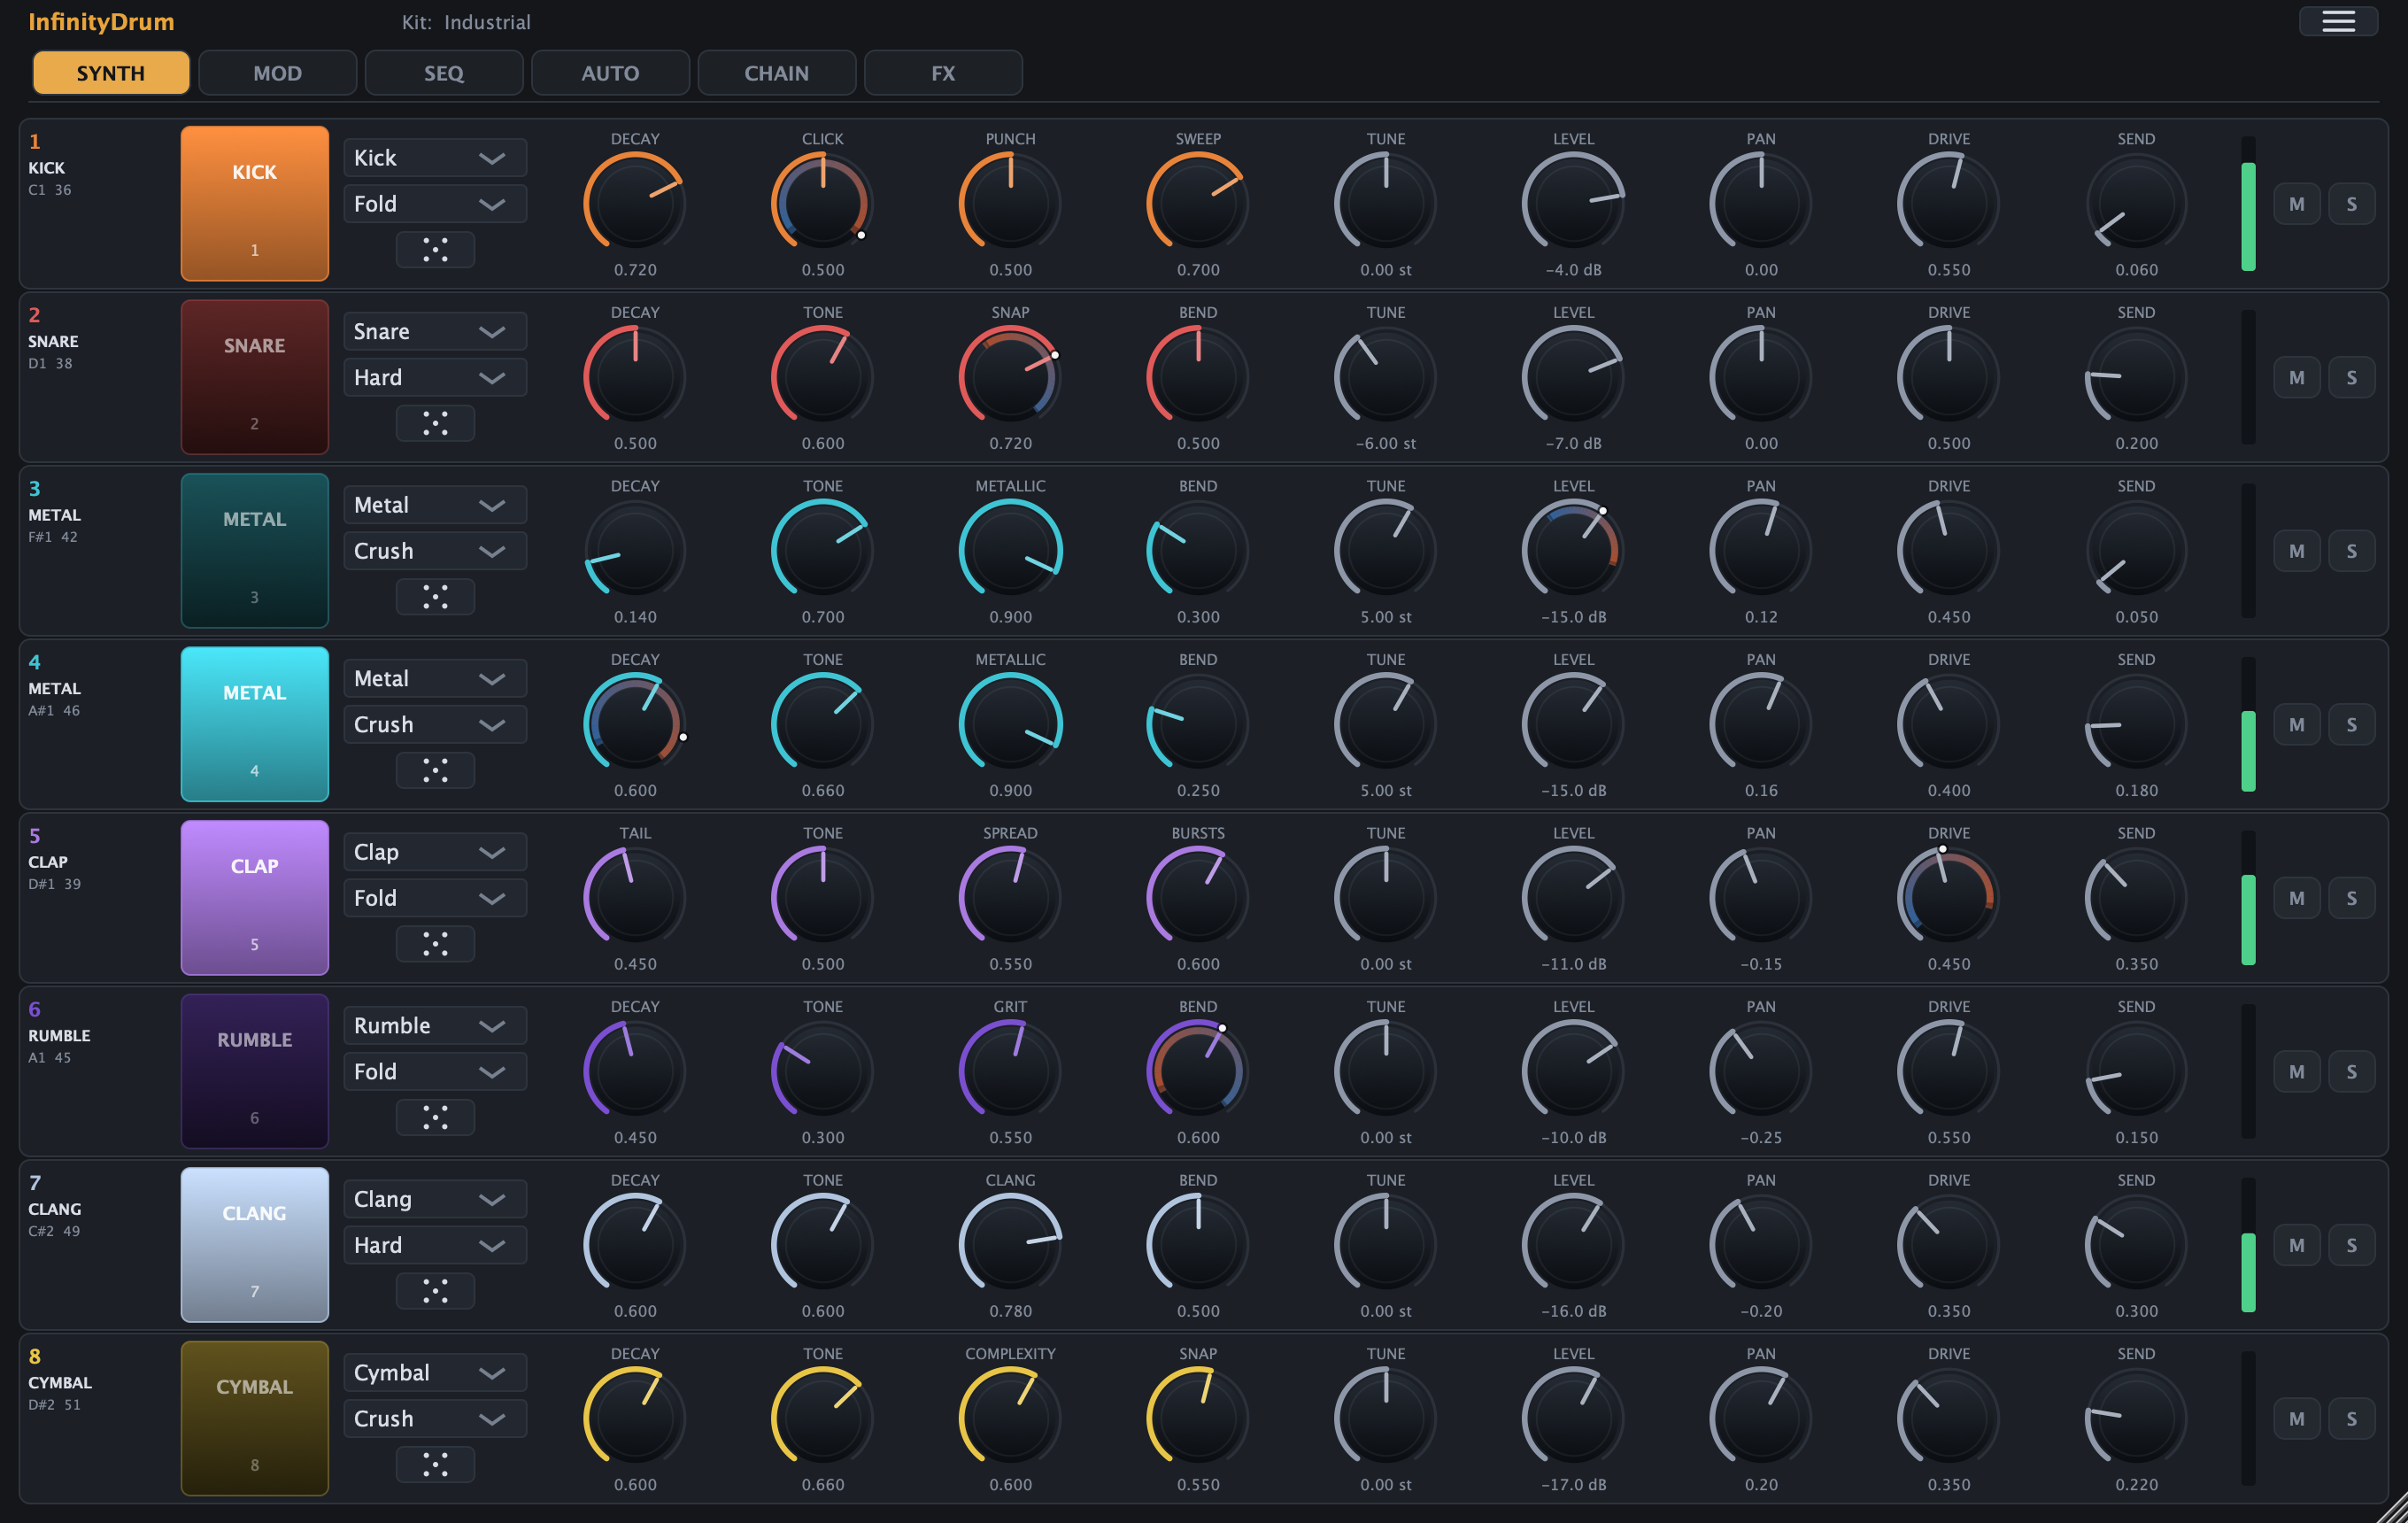 InfinityDrum Kit: Industrial
SYNTH MOD SEQ AUTO CHAIN FX
1 KICK Kick DECAY CLICK PUNCH SWEEP TUNE LEVEL PAN DRIVE SEND
KICK
C1 36
Fold M S
1 0.720 0.500 0.500 0.700 0.00 st -4.0 dB 0.00 0.550 0.060
2 SNARE Snare DECAY TONE SNAP BEND TUNE LEVEL PAN DRIVE SEND
SNARE
D1 38
Hard M S
2 0.500 0.600 0.720 0.500 -6.00 st -7.0 dB 0.00 0.500 0.200
3 METAL Metal DECAY TONE METALLIC BEND TUNE LEVEL PAN DRIVE SEND
METAL
F#1 42
Crush M S
3 0.140 0.700 0.900 0.300 5.00 st -15.0 dB 0.12 0.450 0.050
4 METAL Metal DECAY TONE METALLIC BEND TUNE LEVEL PAN DRIVE SEND
METAL
A#1 46
Crush M S
4 0.600 0.660 0.900 0.250 5.00 st -15.0 dB 0.16 0.400 0.180
5 CLAP Clap TAIL TONE SPREAD BURSTS TUNE LEVEL PAN DRIVE SEND
CLAP
D#1 39
Fold M S
5 0.450 0.500 0.550 0.600 0.00 st -11.0 dB -0.15 0.450 0.350
6 RUMBLE Rumble DECAY TONE GRIT BEND TUNE LEVEL PAN DRIVE SEND
RUMBLE
A1 45
Fold M S
6 0.450 0.300 0.550 0.600 0.00 st -10.0 dB -0.25 0.550 0.150
7 CLANG Clang DECAY TONE CLANG BEND TUNE LEVEL PAN DRIVE SEND
CLANG
C#2 49
Hard M S
7 0.600 0.600 0.780 0.500 0.00 st -16.0 dB -0.20 0.350 0.300
8 CYMBAL Cymbal DECAY TONE COMPLEXITY SNAP TUNE LEVEL PAN DRIVE SEND
CYMBAL
D#2 51
Crush M S
8 0.600 0.660 0.600 0.550 0.00 st -17.0 dB 0.20 0.350 0.220